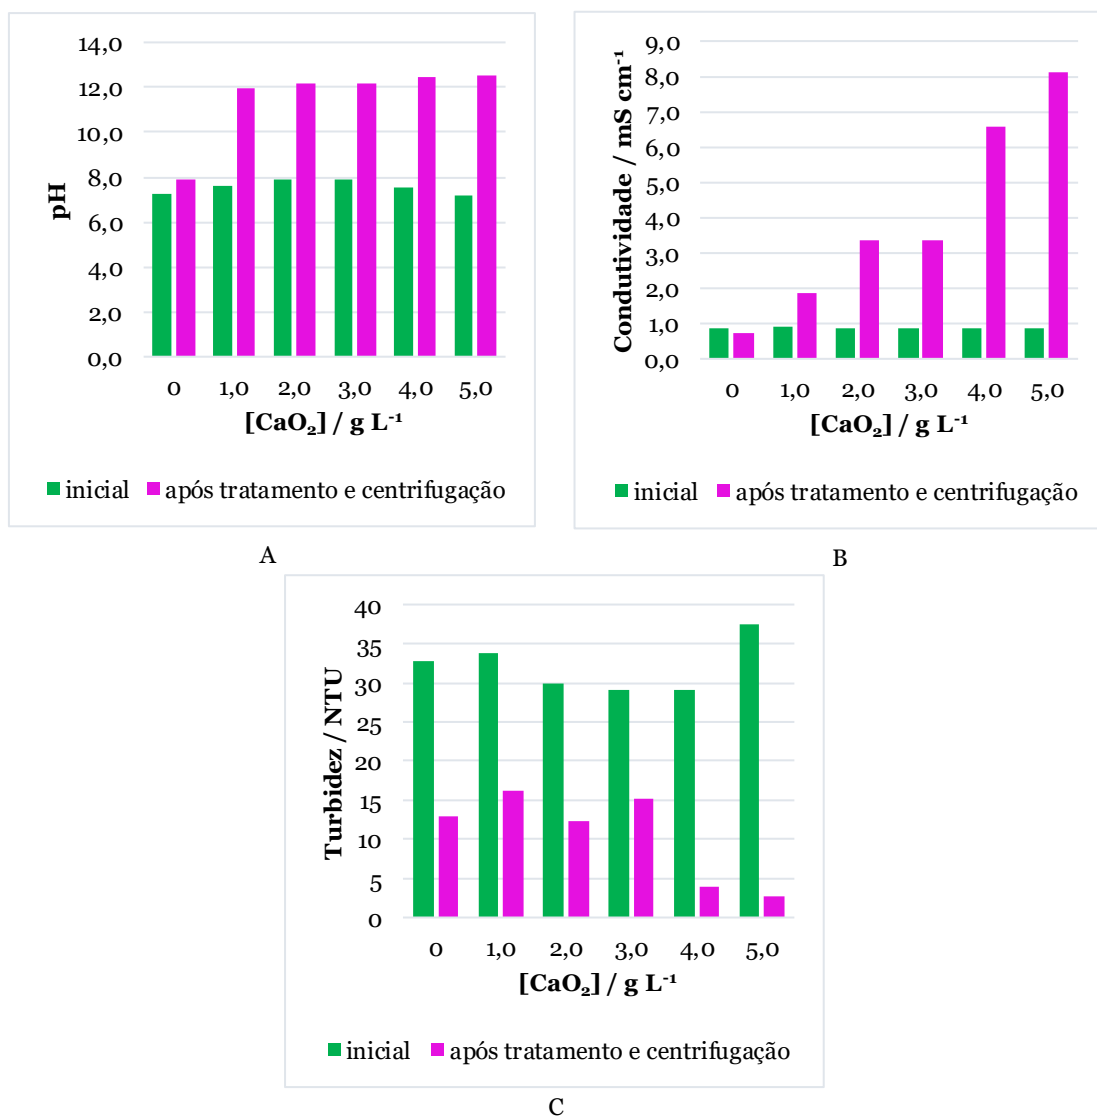 14,0
12,0
10,0
8,0
6,0
4,0
2,0
0,0
pH
0 1,0 2,0 3,0 4,0 5,0
[CaO₂] / g L⁻¹
inicial após tratamento e centrifugação
A
9,0
8,0
7,0
6,0
5,0
4,0
3,0
2,0
1,0
0,0
Condutividade / mS cm⁻¹
0 1,0 2,0 3,0 4,0 5,0
[CaO₂] / g L⁻¹
inicial após tratamento e centrifugação
B
40
35
30
25
20
15
10
5
0
Turbidez / NTU
0 1,0 2,0 3,0 4,0 5,0
[CaO₂] / g L⁻¹
inicial após tratamento e centrifugação
C